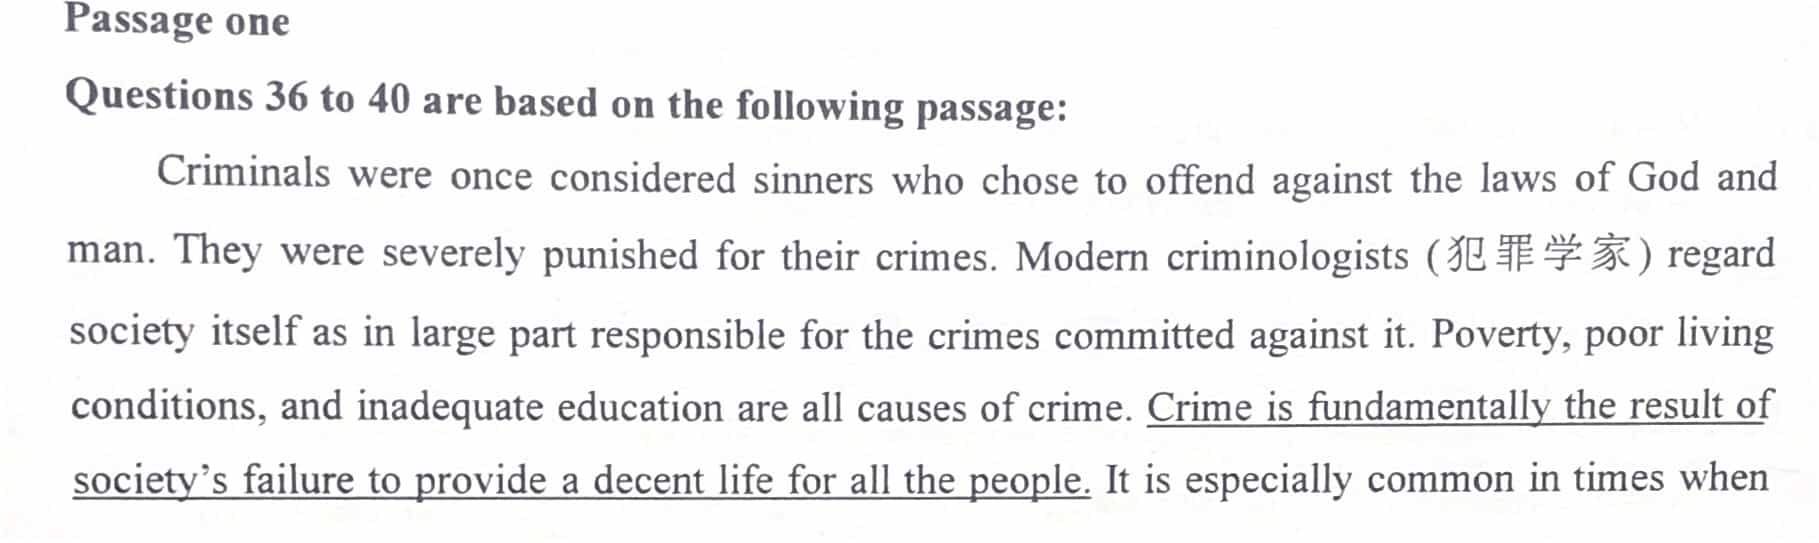 Passage one
Questions 36 to 40 are based on the following passage:
Criminals were once considered sinners who chose to offend against the laws of God and
man. They were severely punished for their crimes. Modern criminologists (犯罪学家) regard
society itself as in large part responsible for the crimes committed against it. Poverty, poor living
conditions, and inadequate education are all causes of crime. Crime is fundamentally the result of
society’s failure to provide a decent life for all the people. It is especially common in times when